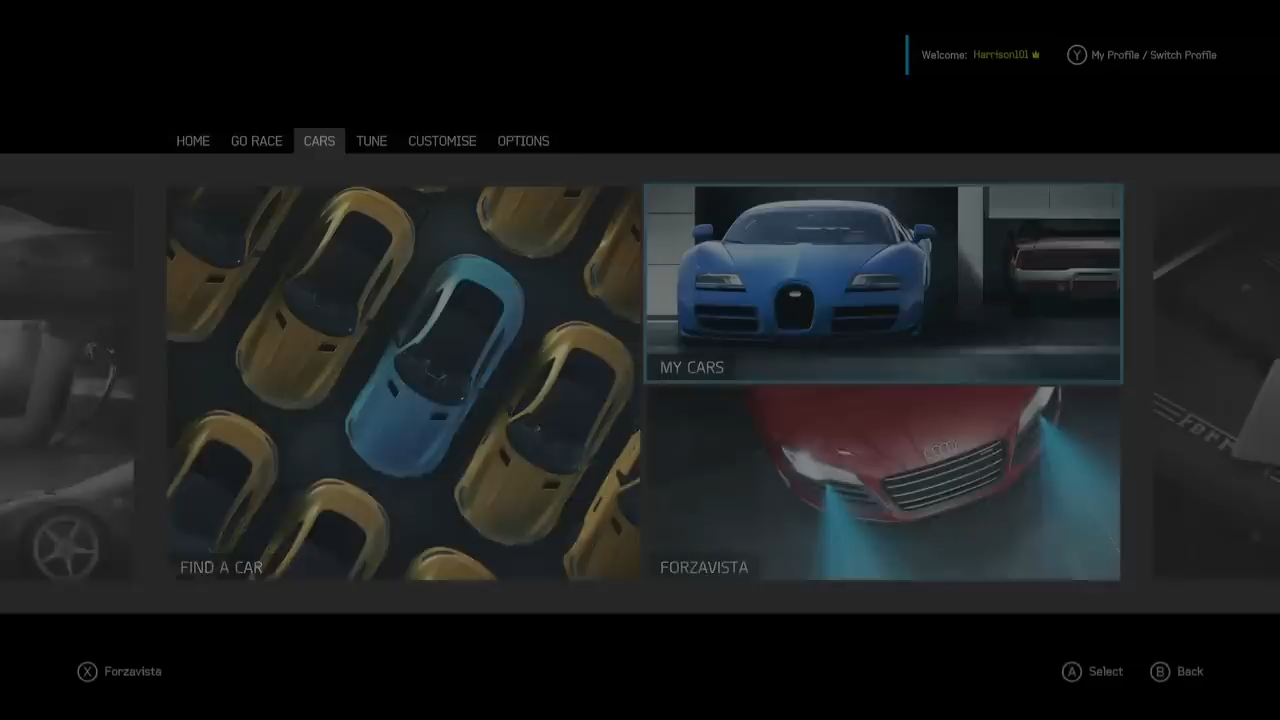 Welcome: Harrison101
Y My Profile / Switch Profile
HOME GO RACE CARS TUNE CUSTOMISE OPTIONS
MY CARS
FIND A CAR
FORZAVISTA
X Forzavista
A Select
B Back